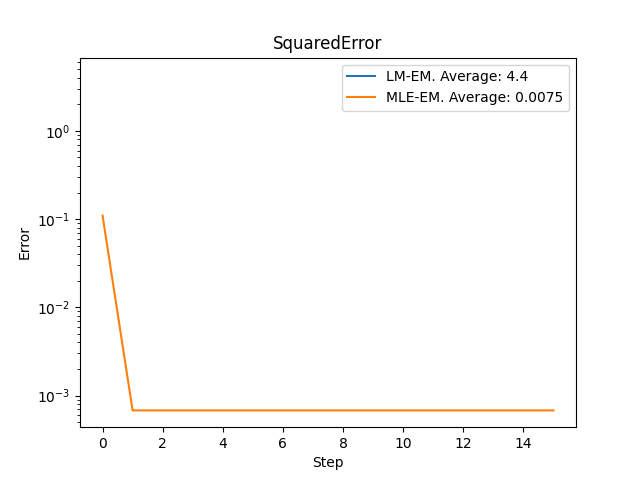 SquaredError
LM-EM. Average: 4.4
MLE-EM. Average: 0.0075
10⁰
10⁻¹
10⁻²
10⁻³
Error
0 2 4 6 8 10 12 14
Step